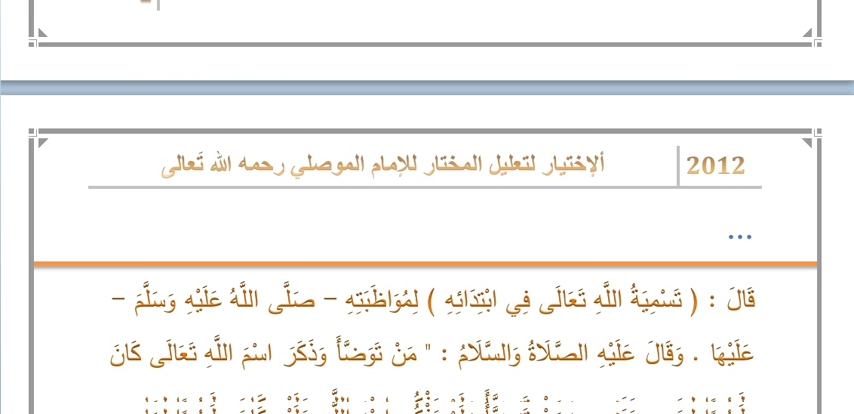 2012 ألإختيار لتعليل المختار للإمام الموصلي رحمه الله تَعالى
...
قَالَ : ( تَسْمِيَةُ اللَّهِ تَعَالَى فِي ابْتِدَائِهِ ) لِمُوَاظَبَتِهِ – صَلَّى اللَّهُ عَلَيْهِ وَسَلَّمَ –
عَلَيْهَا . وَقَالَ عَلَيْهِ الصَّلَاةُ وَالسَّلَامُ : " مَنْ تَوَضَّأَ وَذَكَرَ اسْمَ اللَّهِ تَعَالَى كَانَ